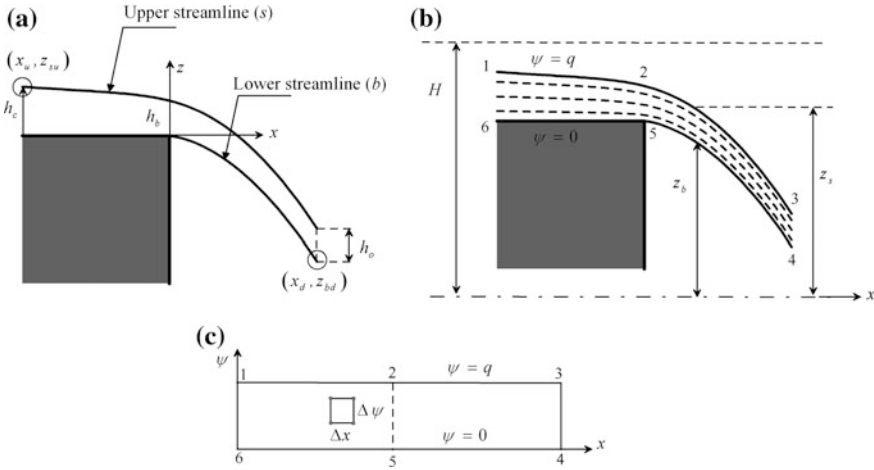 (a)
Upper streamline (s)
(x_u, z_su)
z
Lower streamline (b)
h_c
h_b
x
h_o
(x_d, z_bd)
(b)
ψ = q
1
2
H
6
ψ = 0
5
z_b
z_s
3
4
x
(c)
ψ
1
2
ψ = q
3
Δψ
Δx
ψ = 0
x
6
5
4